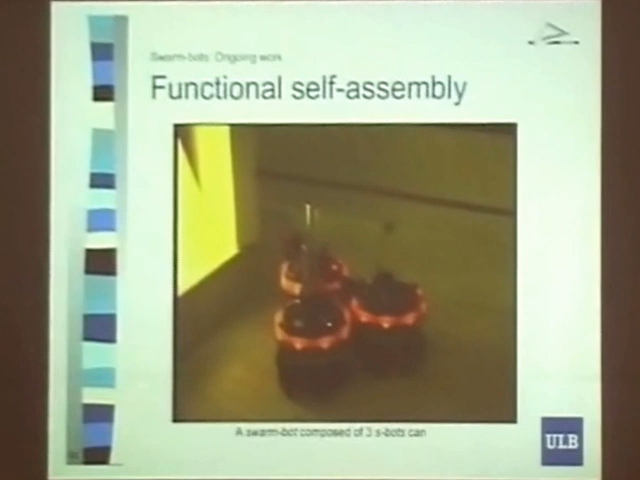 Swarm-bots: Ongoing work
Functional self-assembly
A swarm-bot composed of 3 s-bots can
ULB